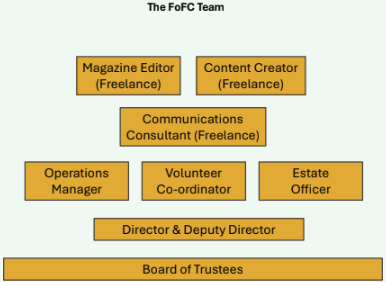 The FoFC Team
Magazine Editor
(Freelance)
Content Creator
(Freelance)
Communications
Consultant (Freelance)
Operations
Manager
Volunteer
Co-ordinator
Estate
Officer
Director & Deputy Director
Board of Trustees